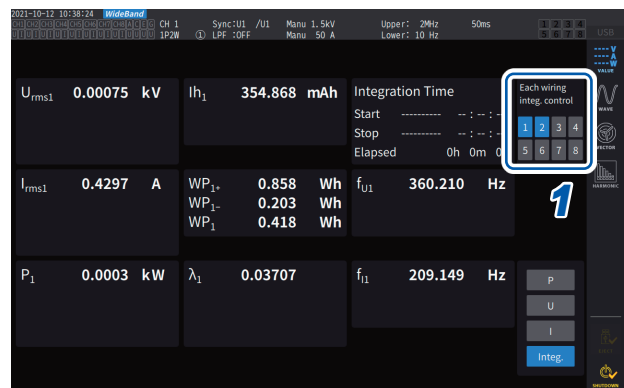 2021-10-12 10:38:24 WideBand
CH 1 Sync:U1 /U1 Manu 1.5kV Upper: 2MHz 50ms
1P2W ① LPF :OFF Manu 50 A Lower: 10 Hz
1 2 3 4
5 6 7 8
USB
VALUE
WAVE
VECTOR
HARMONIC
Urms1 0.00075 kV
Ih1 354.868 mAh
Integration Time
Start ---------- -- : -- : -
Stop ---------- -- : -- : -
Elapsed 0h 0m 0
Each wiring
integ. control
1 2 3 4
5 6 7 8
1
Irms1 0.4297 A
WP1+ 0.858 Wh
WP1- 0.203 Wh
WP1 0.418 Wh
fU1 360.210 Hz
P1 0.0003 kW
λ1 0.03707
fI1 209.149 Hz
P
U
I
Integ.
SHUTDOWN